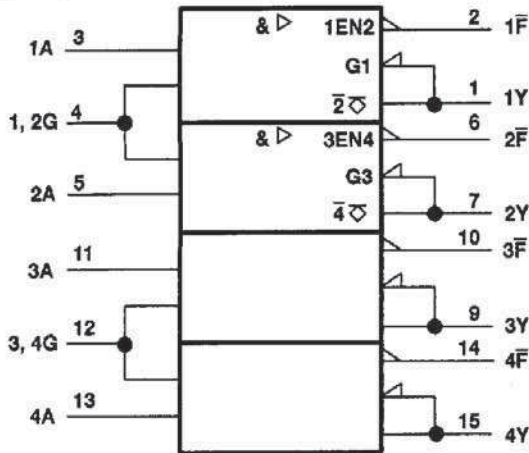 & ▷ 1EN2 2 1F̅
1A 3
G1
1, 2G 4
2̅ ⎏ 1 1Y
& ▷ 3EN4 6 2F̅
G3
2A 5
4̅ ⎏ 7 2Y
10 3F̅
3A 11
3, 4G 12
9 3Y
14 4F̅
4A 13
15 4Y